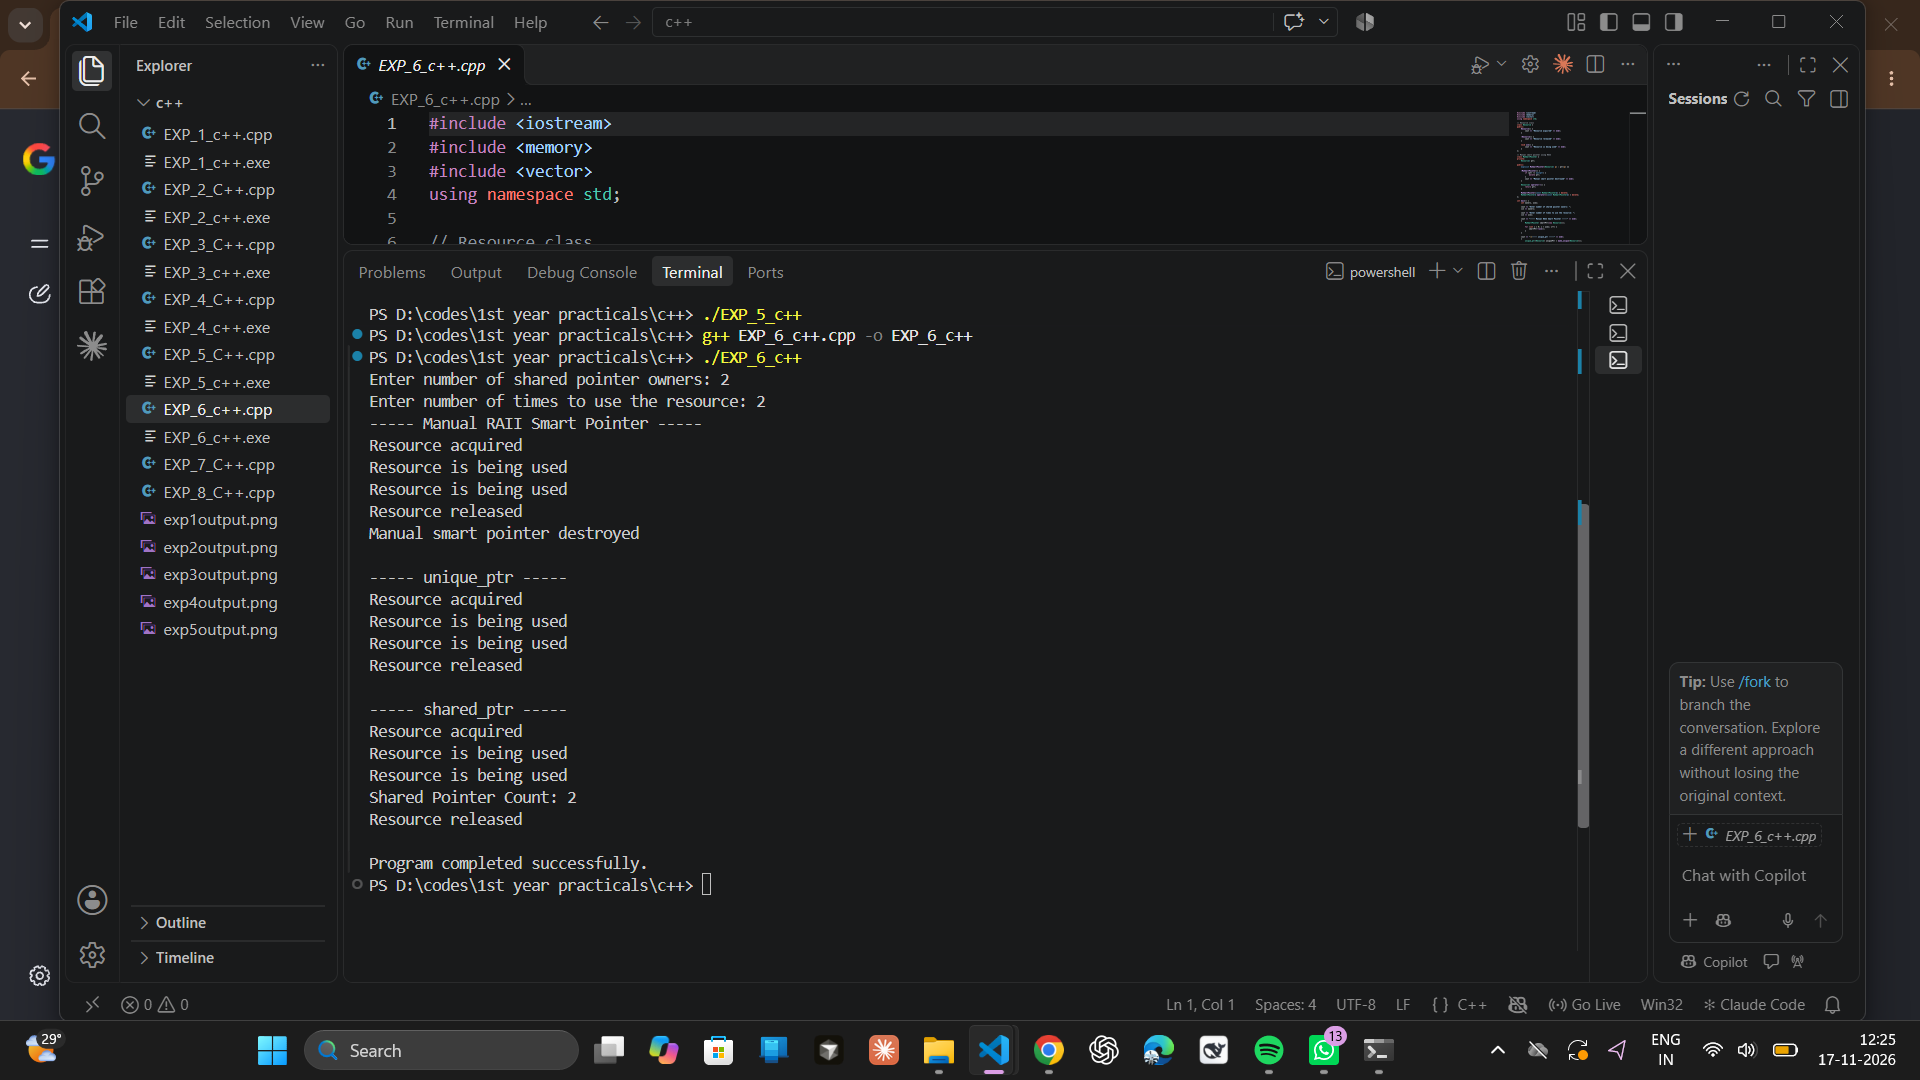 File Edit Selection View Go Run Terminal Help
c++
Explorer
c++
EXP_1_c++.cpp
EXP_1_c++.exe
EXP_2_C++.cpp
EXP_2_c++.exe
EXP_3_C++.cpp
EXP_3_c++.exe
EXP_4_C++.cpp
EXP_4_c++.exe
EXP_5_C++.cpp
EXP_5_c++.exe
EXP_6_c++.cpp
EXP_6_c++.exe
EXP_7_C++.cpp
EXP_8_C++.cpp
exp1output.png
exp2output.png
exp3output.png
exp4output.png
exp5output.png
Outline
Timeline
EXP_6_c++.cpp
EXP_6_c++.cpp > ...
1 #include <iostream>
2 #include <memory>
3 #include <vector>
4 using namespace std;
5
6 // Resource class
Problems Output Debug Console Terminal Ports
powershell
PS D:\codes\1st year practicals\c++> ./EXP_5_c++
PS D:\codes\1st year practicals\c++> g++ EXP_6_c++.cpp -o EXP_6_c++
PS D:\codes\1st year practicals\c++> ./EXP_6_c++
Enter number of shared pointer owners: 2
Enter number of times to use the resource: 2
----- Manual RAII Smart Pointer -----
Resource acquired
Resource is being used
Resource is being used
Resource released
Manual smart pointer destroyed
----- unique_ptr -----
Resource acquired
Resource is being used
Resource is being used
Resource released
----- shared_ptr -----
Resource acquired
Resource is being used
Resource is being used
Shared Pointer Count: 2
Resource released
Program completed successfully.
PS D:\codes\1st year practicals\c++>
Sessions
Tip: Use /fork to
branch the
conversation. Explore
a different approach
without losing the
original context.
EXP_6_c++.cpp
Chat with Copilot
Copilot
0 0
Ln 1, Col 1 Spaces: 4 UTF-8 LF {} C++ Go Live Win32 Claude Code
29°
Search
13
ENG
IN
12:25
17-11-2026